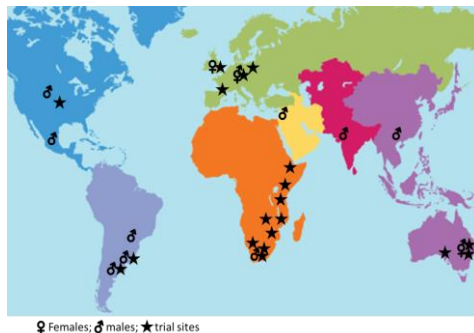 ♀ Females; ♂ males; ★ trial sites